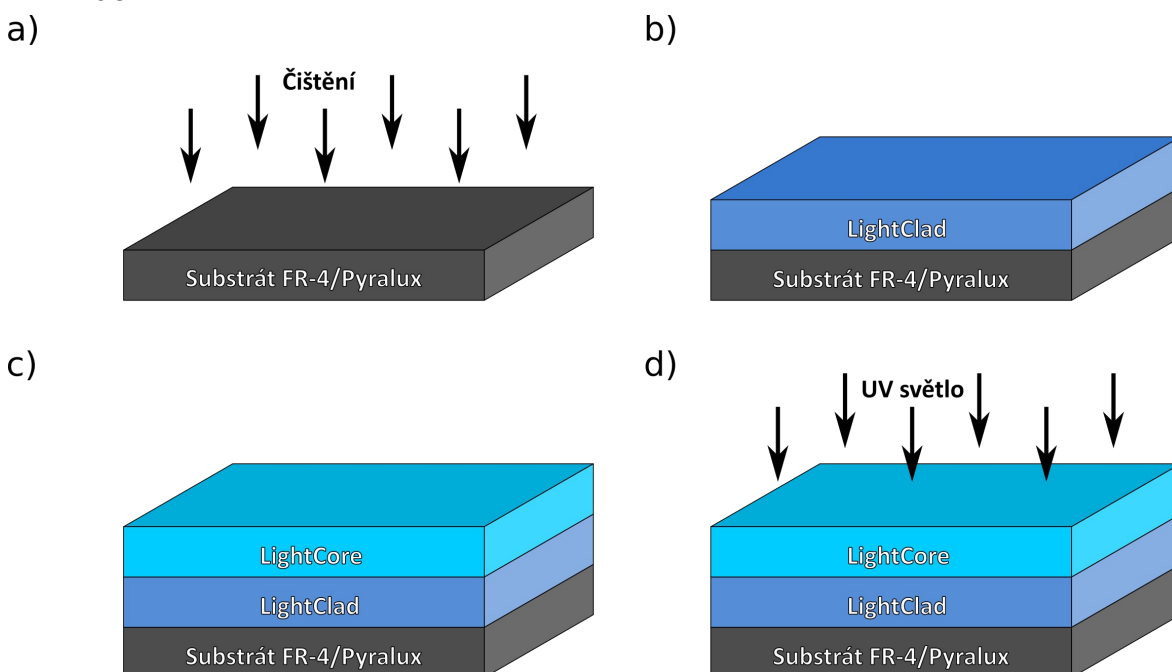 a)
Čištění
Substrát FR-4/Pyralux
b)
LightClad
Substrát FR-4/Pyralux
c)
LightCore
LightClad
Substrát FR-4/Pyralux
d)
UV světlo
LightCore
LightClad
Substrát FR-4/Pyralux